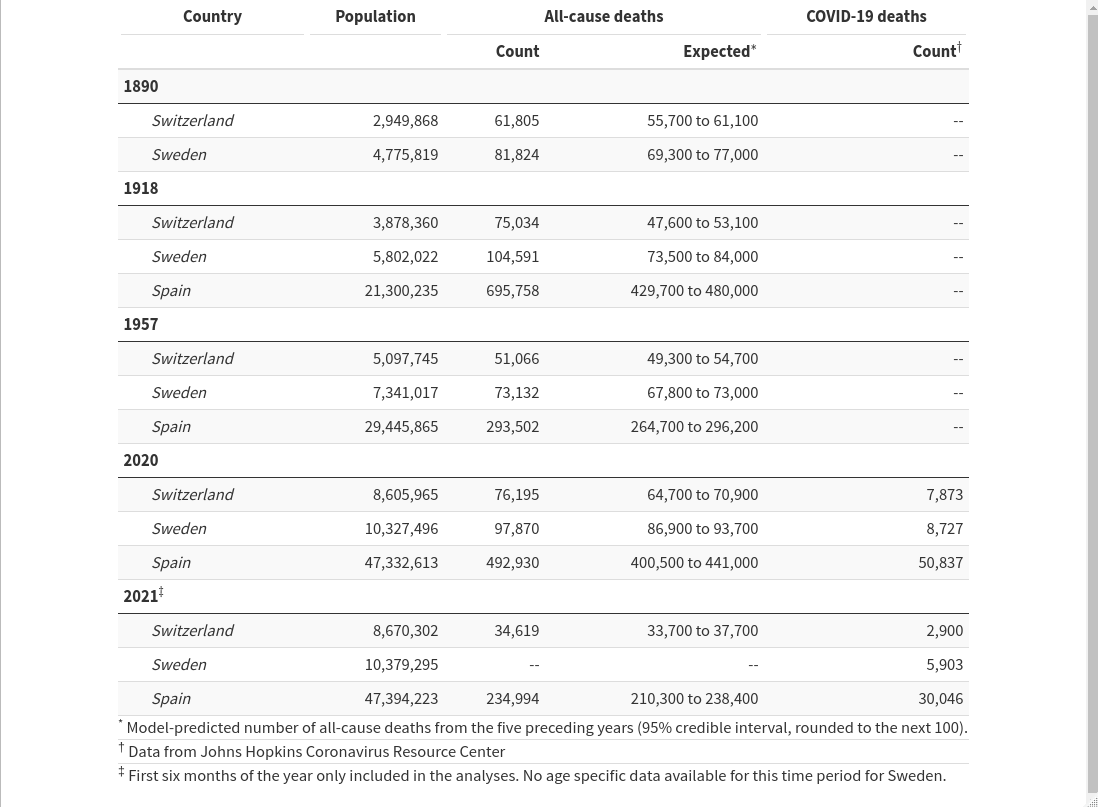 Country Population All-cause deaths COVID-19 deaths
Count Expected* Count†
1890
Switzerland 2,949,868 61,805 55,700 to 61,100 --
Sweden 4,775,819 81,824 69,300 to 77,000 --
1918
Switzerland 3,878,360 75,034 47,600 to 53,100 --
Sweden 5,802,022 104,591 73,500 to 84,000 --
Spain 21,300,235 695,758 429,700 to 480,000 --
1957
Switzerland 5,097,745 51,066 49,300 to 54,700 --
Sweden 7,341,017 73,132 67,800 to 73,000 --
Spain 29,445,865 293,502 264,700 to 296,200 --
2020
Switzerland 8,605,965 76,195 64,700 to 70,900 7,873
Sweden 10,327,496 97,870 86,900 to 93,700 8,727
Spain 47,332,613 492,930 400,500 to 441,000 50,837
2021‡
Switzerland 8,670,302 34,619 33,700 to 37,700 2,900
Sweden 10,379,295 -- -- 5,903
Spain 47,394,223 234,994 210,300 to 238,400 30,046
* Model-predicted number of all-cause deaths from the five preceding years (95% credible interval, rounded to the next 100).
† Data from Johns Hopkins Coronavirus Resource Center
‡ First six months of the year only included in the analyses. No age specific data available for this time period for Sweden.